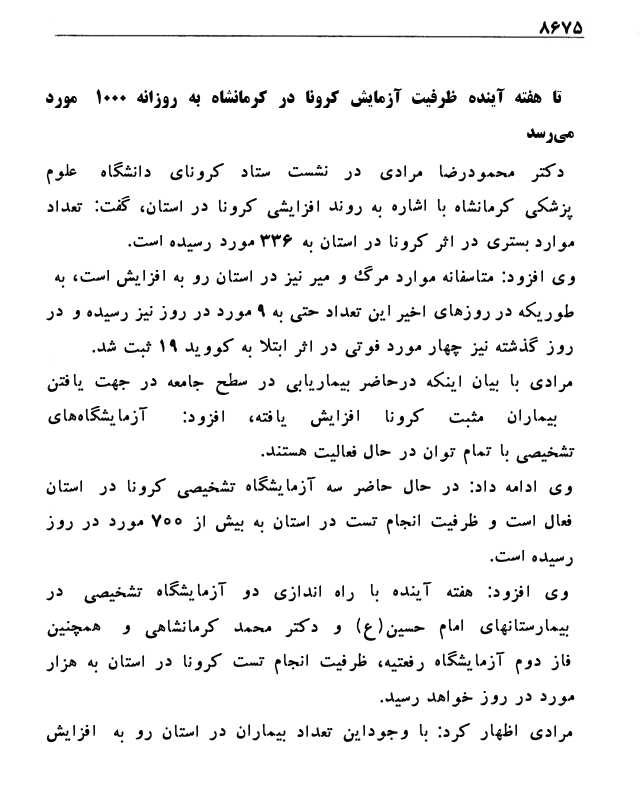 ۸۶۷۵
تا هفته آینده ظرفیت آزمایش کرونا در کرمانشاه به روزانه ۱۰۰۰ مورد
می‌رسد
دکتر محمودرضا مرادی در نشست ستاد کرونای دانشگاه علوم
پزشکی کرمانشاه با اشاره به روند افزایشی کرونا در استان، گفت: تعداد
موارد بستری در اثر کرونا در استان به ۳۳۶ مورد رسیده است.
وی افزود: متاسفانه موارد مرگ و میر نیز در استان رو به افزایش است، به
طوریکه در روزهای اخیر این تعداد حتی به ۹ مورد در روز نیز رسیده و در
روز گذشته نیز چهار مورد فوتی در اثر ابتلا به کووید ۱۹ ثبت شد.
مرادی با بیان اینکه درحاضر بیماریابی در سطح جامعه در جهت یافتن
بیماران مثبت کرونا افزایش یافته، افزود: آزمایشگاه‌های
تشخیصی با تمام توان در حال فعالیت هستند.
وی ادامه داد: در حال حاضر سه آزمایشگاه تشخیصی کرونا در استان
فعال است و ظرفیت انجام تست در استان به بیش از ۷۰۰ مورد در روز
رسیده است.
وی افزود: هفته آینده با راه اندازی دو آزمایشگاه تشخیصی در
بیمارستانهای امام حسین(ع) و دکتر محمد کرمانشاهی و همچنین
فاز دوم آزمایشگاه رفعتیه، ظرفیت انجام تست کرونا در استان به هزار
مورد در روز خواهد رسید.
مرادی اظهار کرد: با وجوداین تعداد بیماران در استان رو به افزایش